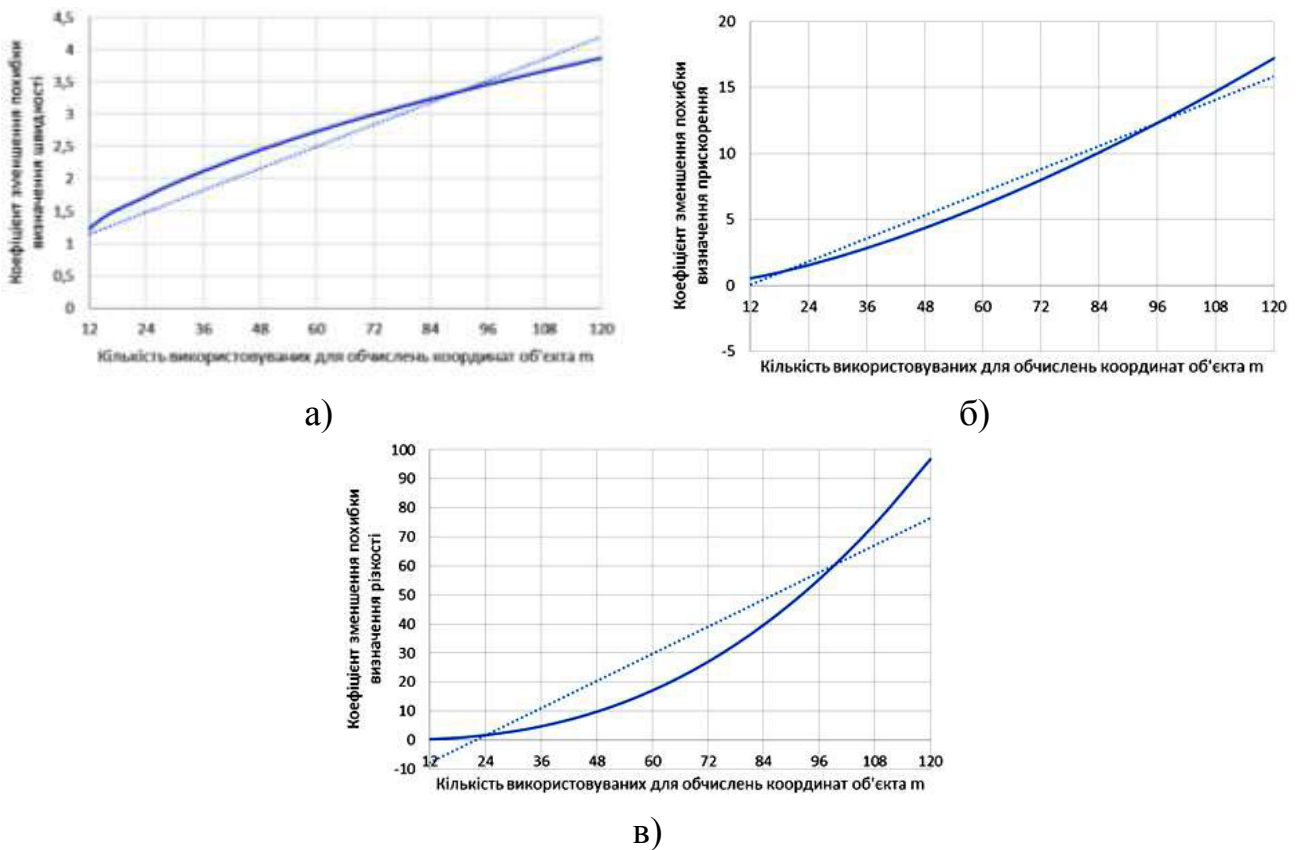 Коефіцієнт зменшення похибки
визначення швидкості
4,5
4
3,5
3
2,5
2
1,5
1
0,5
0
12 24 36 48 60 72 84 96 108 120
Кількість використовуваних для обчислень координат об'єкта m
а)
Коефіцієнт зменшення похибки
визначення прискорення
20
15
10
5
0
-5
12 24 36 48 60 72 84 96 108 120
Кількість використовуваних для обчислень координат об'єкта m
б)
Коефіцієнт зменшення похибки
визначення різкості
100
90
80
70
60
50
40
30
20
10
0
-10
12 24 36 48 60 72 84 96 108 120
Кількість використовуваних для обчислень координат об'єкта m
в)